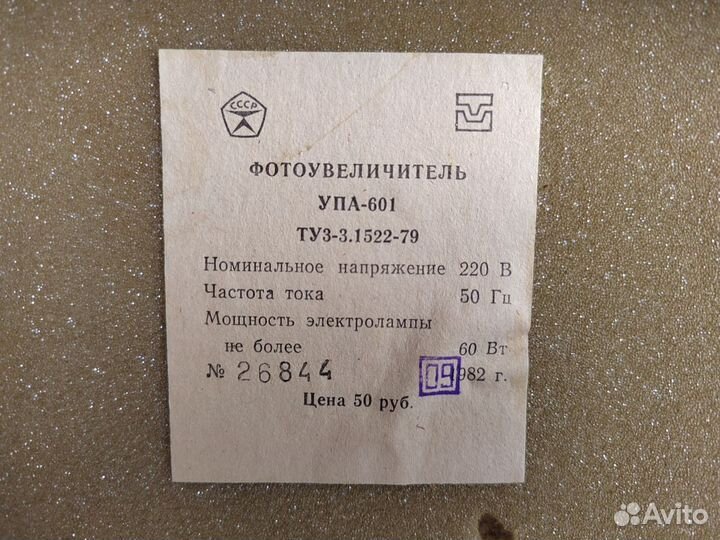 СССР
ФОТОУВЕЛИЧИТЕЛЬ
УПА-601
ТУ3-3.1522-79
Номинальное напряжение 220 В
Частота тока 50 Гц
Мощность электролампы
не более 60 Вт
№ 26844 09 1982 г.
Цена 50 руб.
Avito